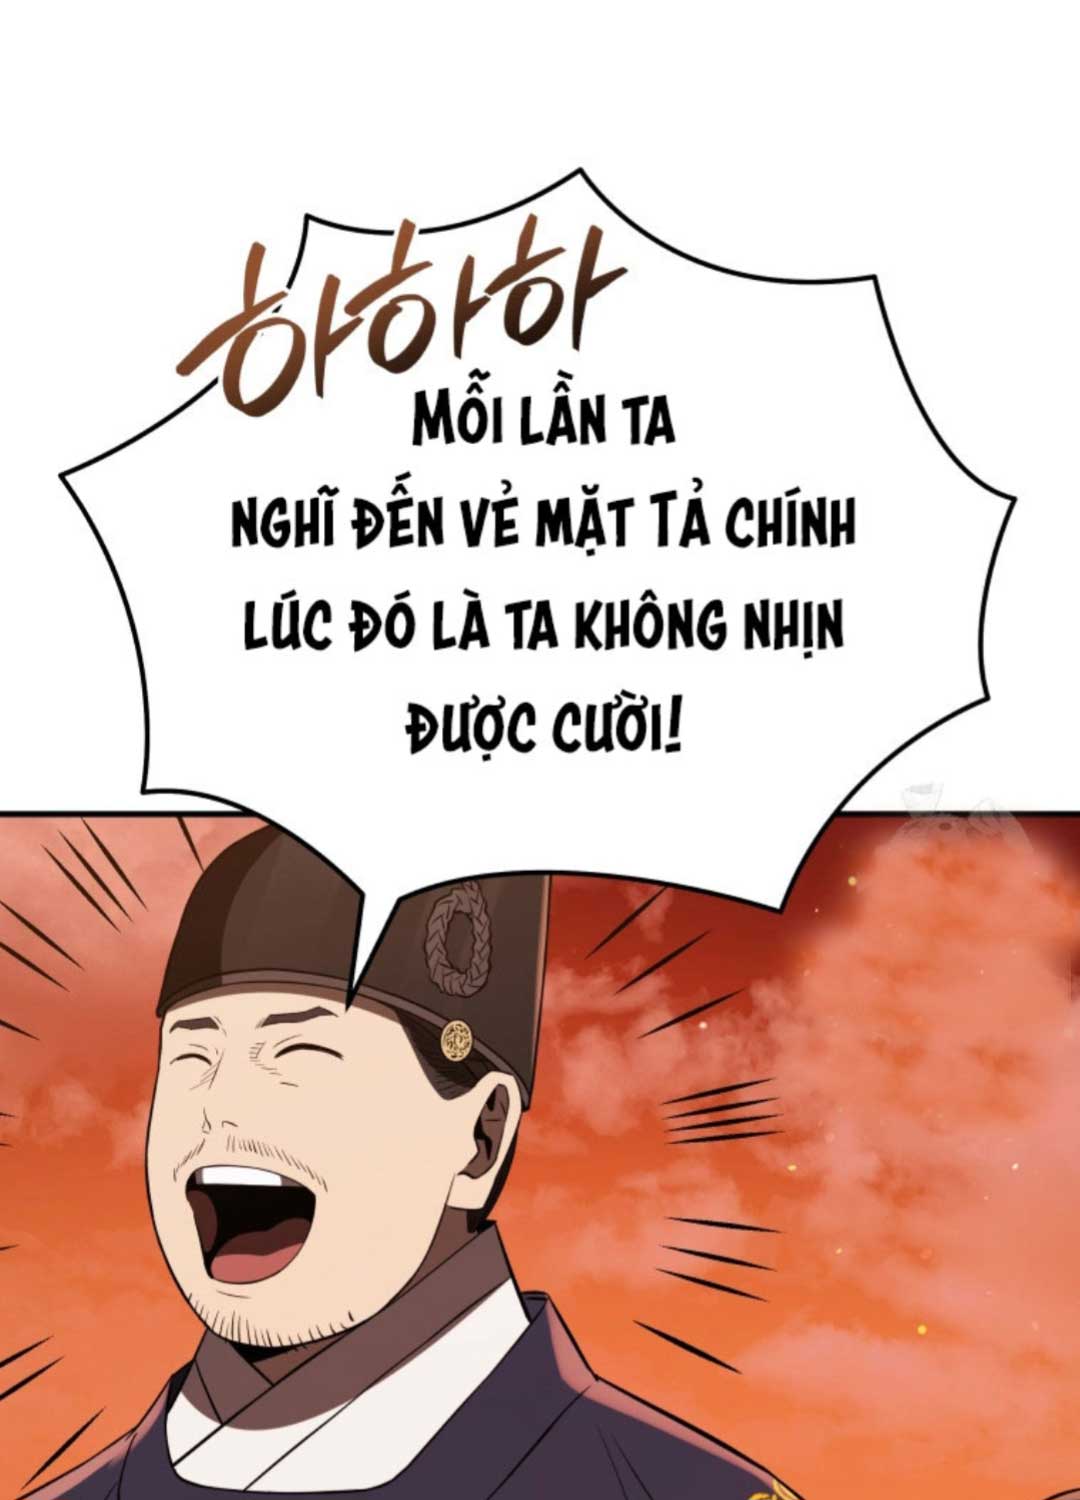 하하하
MỖI LẦN TA
NGHĨ ĐẾN VẺ MẶT TẢ CHÍNH
LÚC ĐÓ LÀ TA KHÔNG NHỊN
ĐƯỢC CƯỜI!